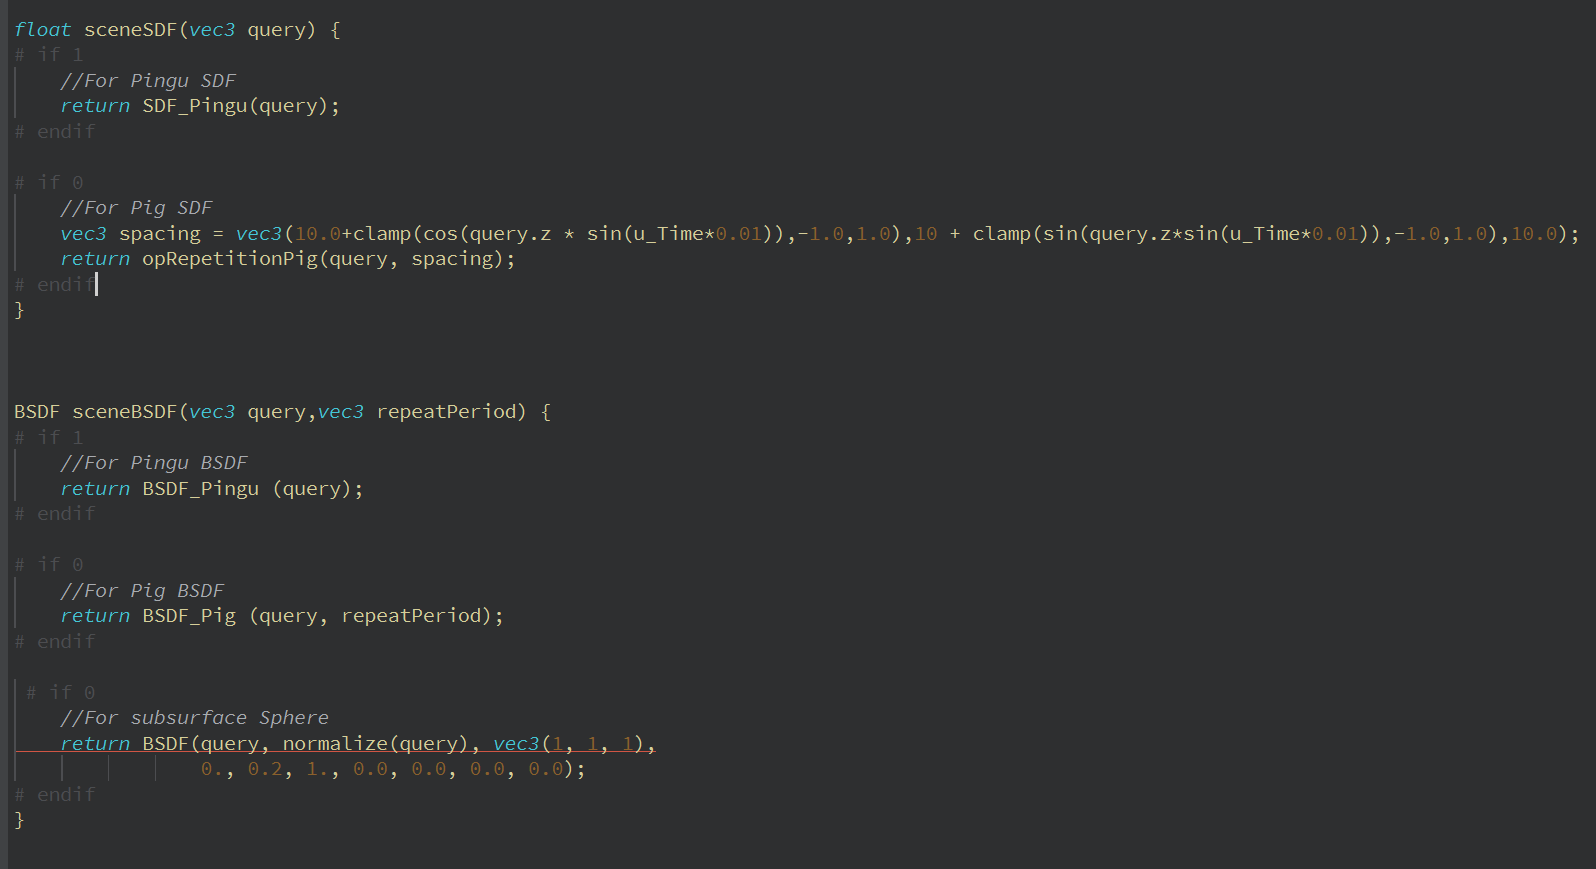 float sceneSDF(vec3 query) {
# if 1
//For Pingu SDF
return SDF_Pingu(query);
# endif
# if 0
//For Pig SDF
vec3 spacing = vec3(10.0+clamp(cos(query.z * sin(u_Time*0.01)),-1.0,1.0),10 + clamp(sin(query.z*sin(u_Time*0.01)),-1.0,1.0),10.0);
return opRepetitionPig(query, spacing);
# endif
}
BSDF sceneBSDF(vec3 query,vec3 repeatPeriod) {
# if 1
//For Pingu BSDF
return BSDF_Pingu (query);
# endif
# if 0
//For Pig BSDF
return BSDF_Pig (query, repeatPeriod);
# endif
# if 0
//For subsurface Sphere
return BSDF(query, normalize(query), vec3(1, 1, 1),
0., 0.2, 1., 0.0, 0.0, 0.0, 0.0);
# endif
}